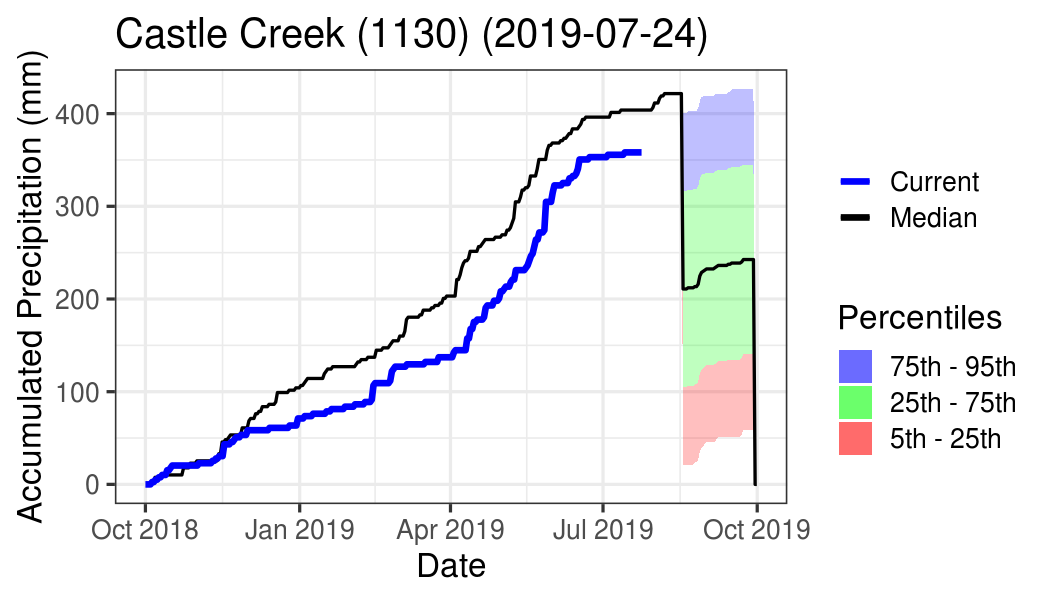 Castle Creek (1130) (2019-07-24)
Accumulated Precipitation (mm)
400
300
200
100
0
Oct 2018
Jan 2019
Apr 2019
Jul 2019
Oct 2019
Date
Current
Median
Percentiles
75th - 95th
25th - 75th
5th - 25th